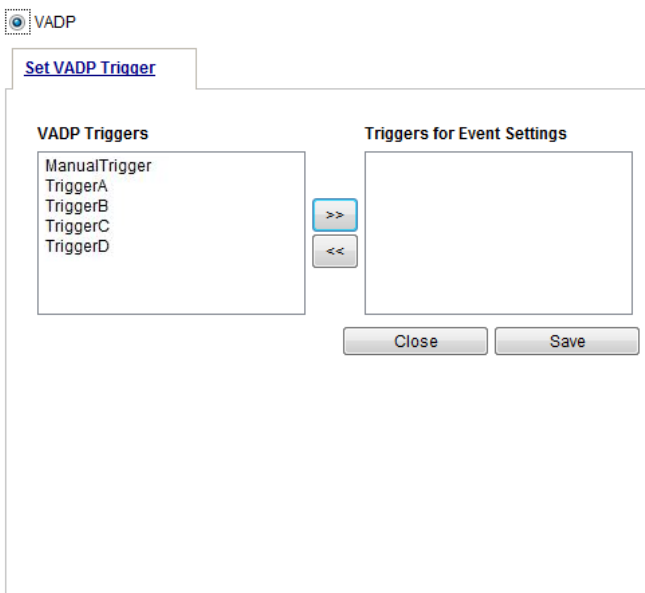 VADP
Set VADP Trigger
VADP Triggers
Triggers for Event Settings
ManualTrigger
TriggerA
TriggerB
TriggerC
TriggerD
>>
<<
Close
Save